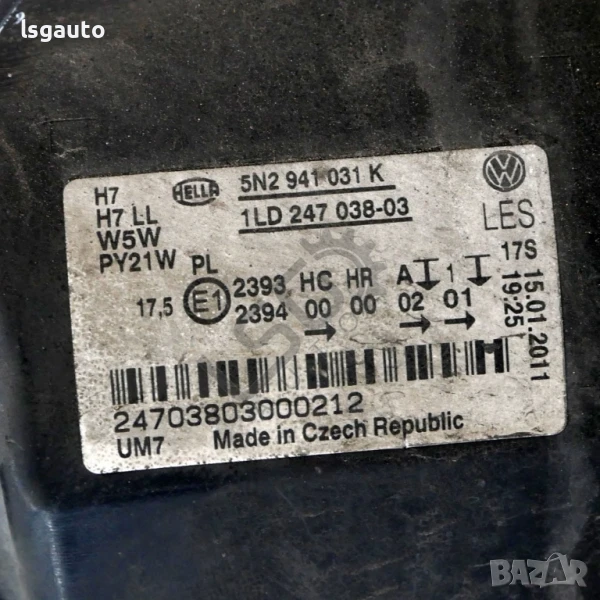 lsgauto
H7
HELLA 5N2 941 031 K
H7 LL 1LD 247 038-03
LES
W5W
PY21W PL
17S
17,5 E1 2393 HC HR A 1
2394 00 00 02 01
15.01.2011
19:25
24703803000212
UM7 Made in Czech Republic
BAZAR